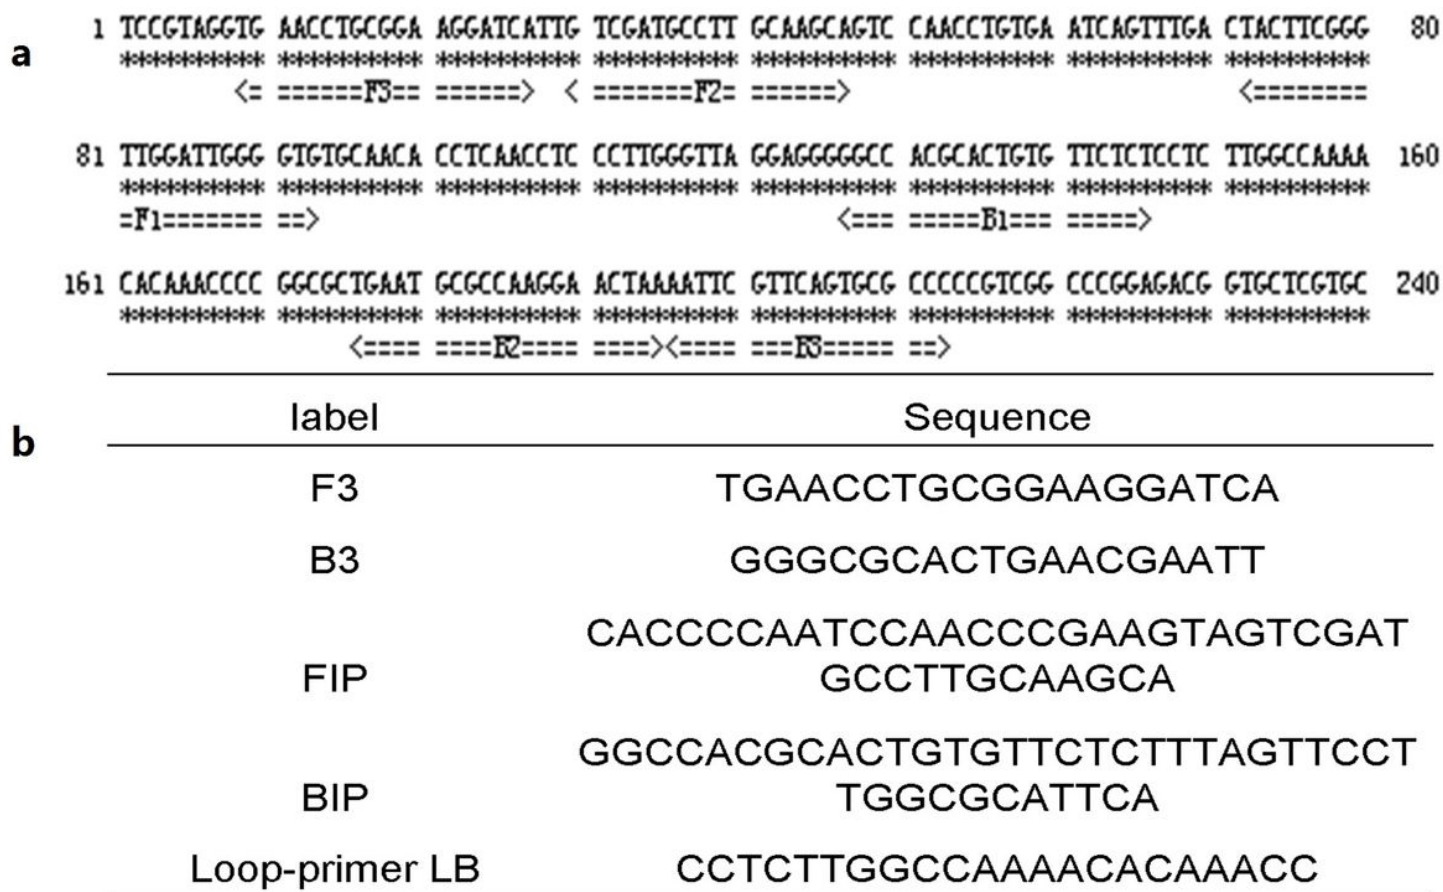 a
1 TCCGTAGGTG AACCTGCGGA AGGATCATTG TCGATGCCTT GCAAGCAGTC CAACCTGTGA ATCAGTTTGA CTACTTCGGG 80
********** ********** ********** ********** ********** ********** ********** **********
<= ======F3== ======> < =======F2= ======> <========
81 TTGGATTGGG GTGTGCAACA CCTCAACCTC CCTTGGGTTA GGAGGGGGCC ACGCACTGTG TTCTCTCCTC TTGGCCAAAA 160
********** ********** ********** ********** ********** ********** ********** **********
=F1======= ==> <=== =====B1=== =====>
161 CACAAACCCC GGCGCTGAAT GCGCCAAGGA ACTAAAATTC GTTCAGTGCG CCCCCGTCGG CCCGGAGACG GTGCTCGTGC 240
********** ********** ********** ********** ********** ********** ********** **********
<==== ====B2==== ====><==== ===B3===== ==>
b
label Sequence
F3 TGAACCTGCGGAAGGATCA
B3 GGGCGCACTGAACGAATT
CACCCCAATCCAACCCGAAGTAGTCGAT
FIP GCCTTGCAAGCA
GGCCACGCACTGTGTTCTCTTTAGTTCCT
BIP TGGCGCATTCA
Loop-primer LB CCTCTTGGCCAAAACACAAACC